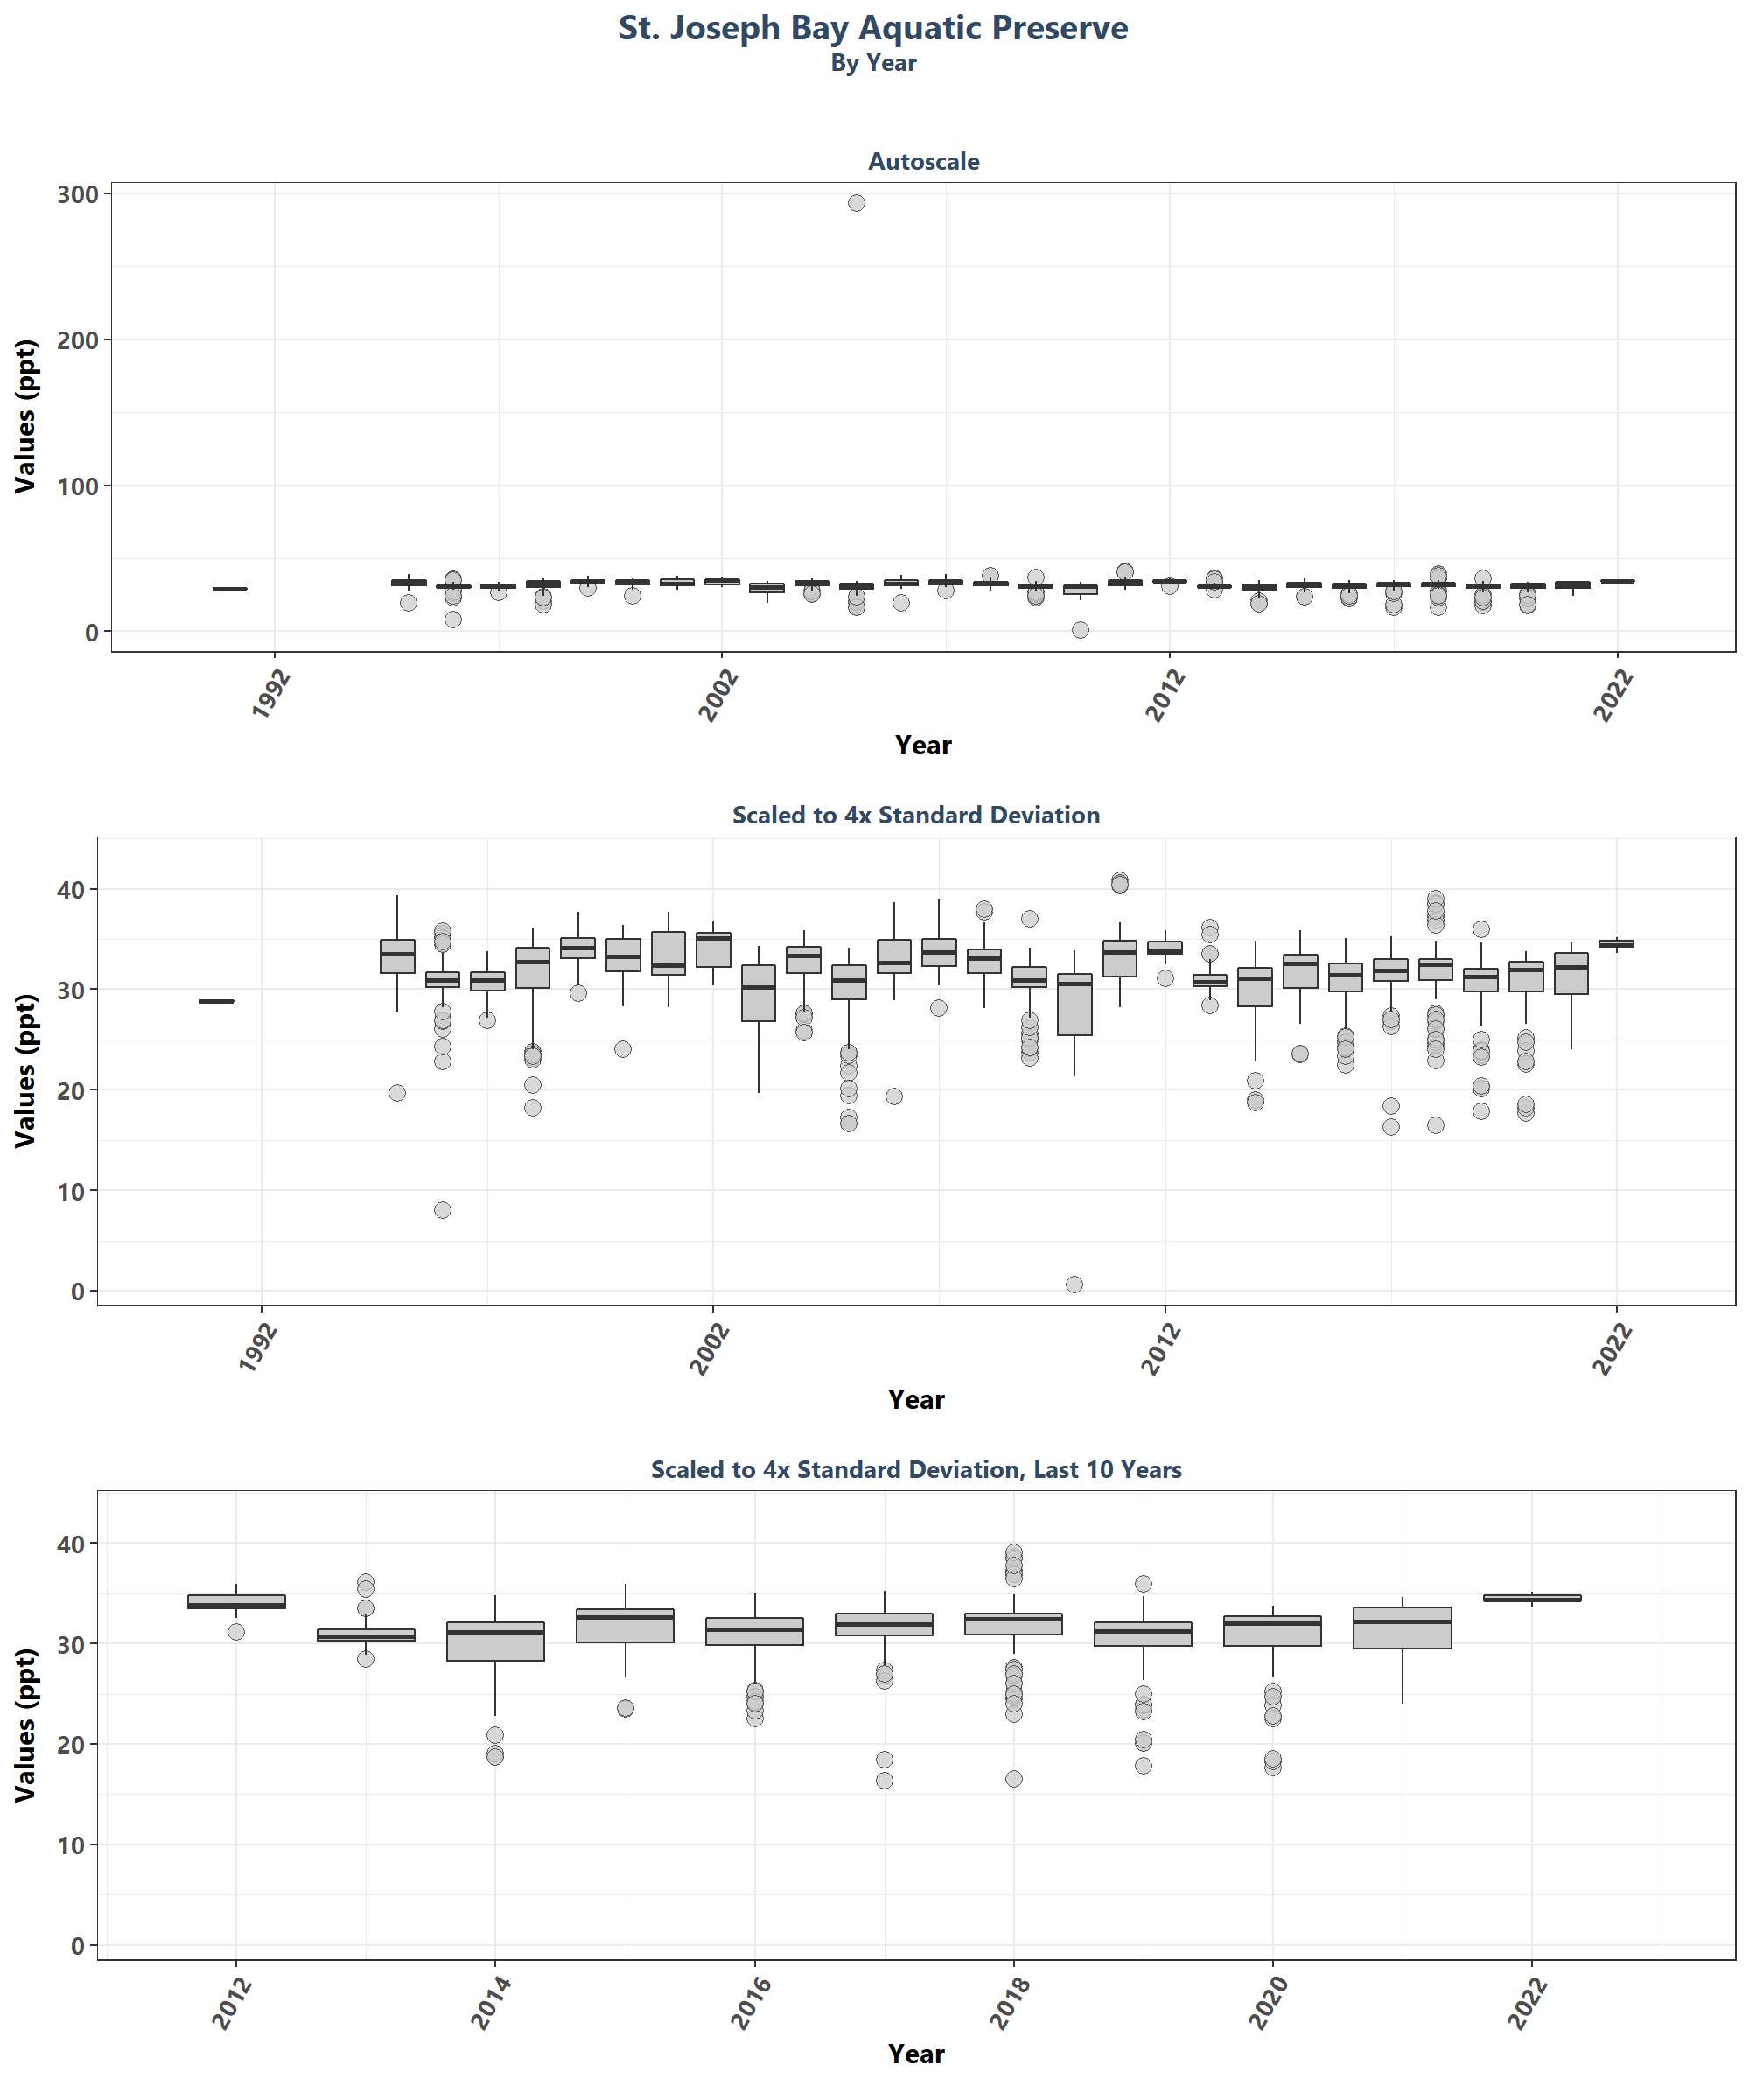 St. Joseph Bay Aquatic Preserve
By Year
Autoscale
Values (ppt)
300
200
100
0
1992
2002
2012
2022
Year
Scaled to 4x Standard Deviation
Values (ppt)
40
30
20
10
0
1992
2002
2012
2022
Year
Scaled to 4x Standard Deviation, Last 10 Years
Values (ppt)
40
30
20
10
0
2012
2014
2016
2018
2020
2022
Year